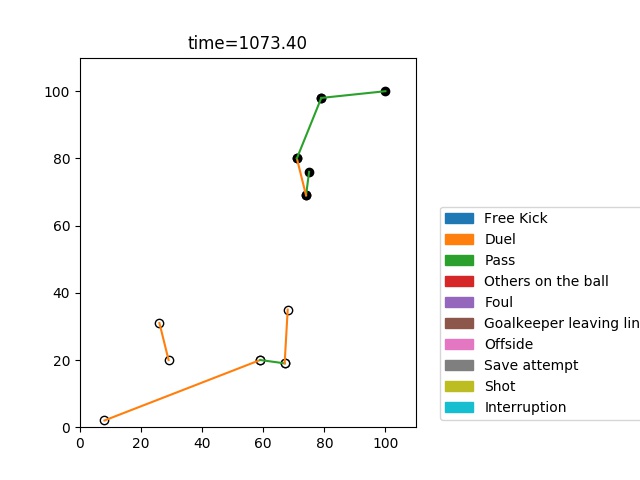 time=1073.40
100
80
60
40
20
0
0 20 40 60 80 100
Free Kick
Duel
Pass
Others on the ball
Foul
Goalkeeper leaving lin
Offside
Save attempt
Shot
Interruption